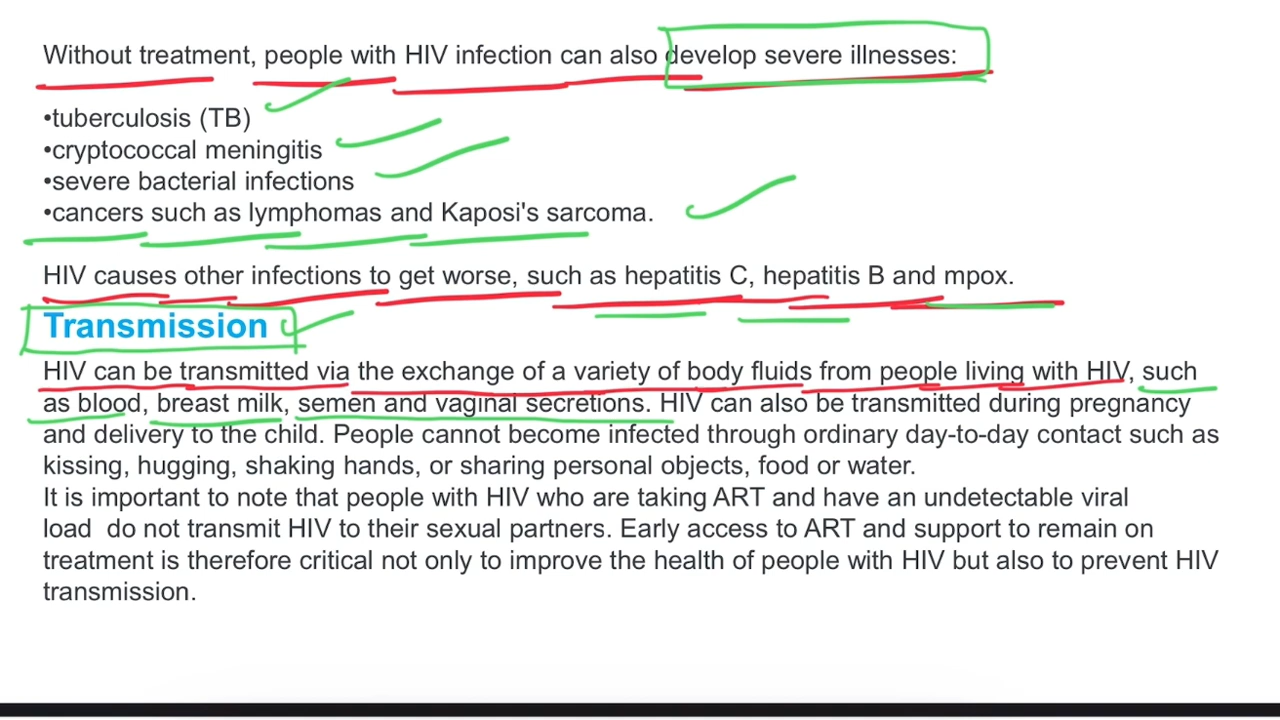 Without treatment, people with HIV infection can also develop severe illnesses:
•tuberculosis (TB)
•cryptococcal meningitis
•severe bacterial infections
•cancers such as lymphomas and Kaposi's sarcoma.
HIV causes other infections to get worse, such as hepatitis C, hepatitis B and mpox.
Transmission
HIV can be transmitted via the exchange of a variety of body fluids from people living with HIV, such
as blood, breast milk, semen and vaginal secretions. HIV can also be transmitted during pregnancy
and delivery to the child. People cannot become infected through ordinary day-to-day contact such as
kissing, hugging, shaking hands, or sharing personal objects, food or water.
It is important to note that people with HIV who are taking ART and have an undetectable viral
load  do not transmit HIV to their sexual partners. Early access to ART and support to remain on
treatment is therefore critical not only to improve the health of people with HIV but also to prevent HIV
transmission.